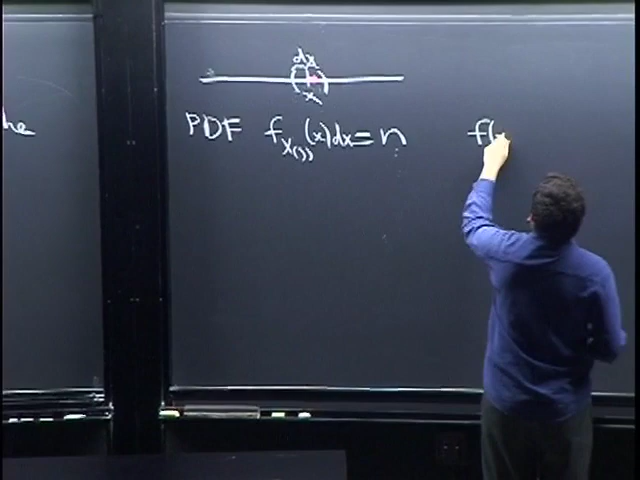 he
dx
x
PDF f_{X_{(j)}}(x)dx = n f(x